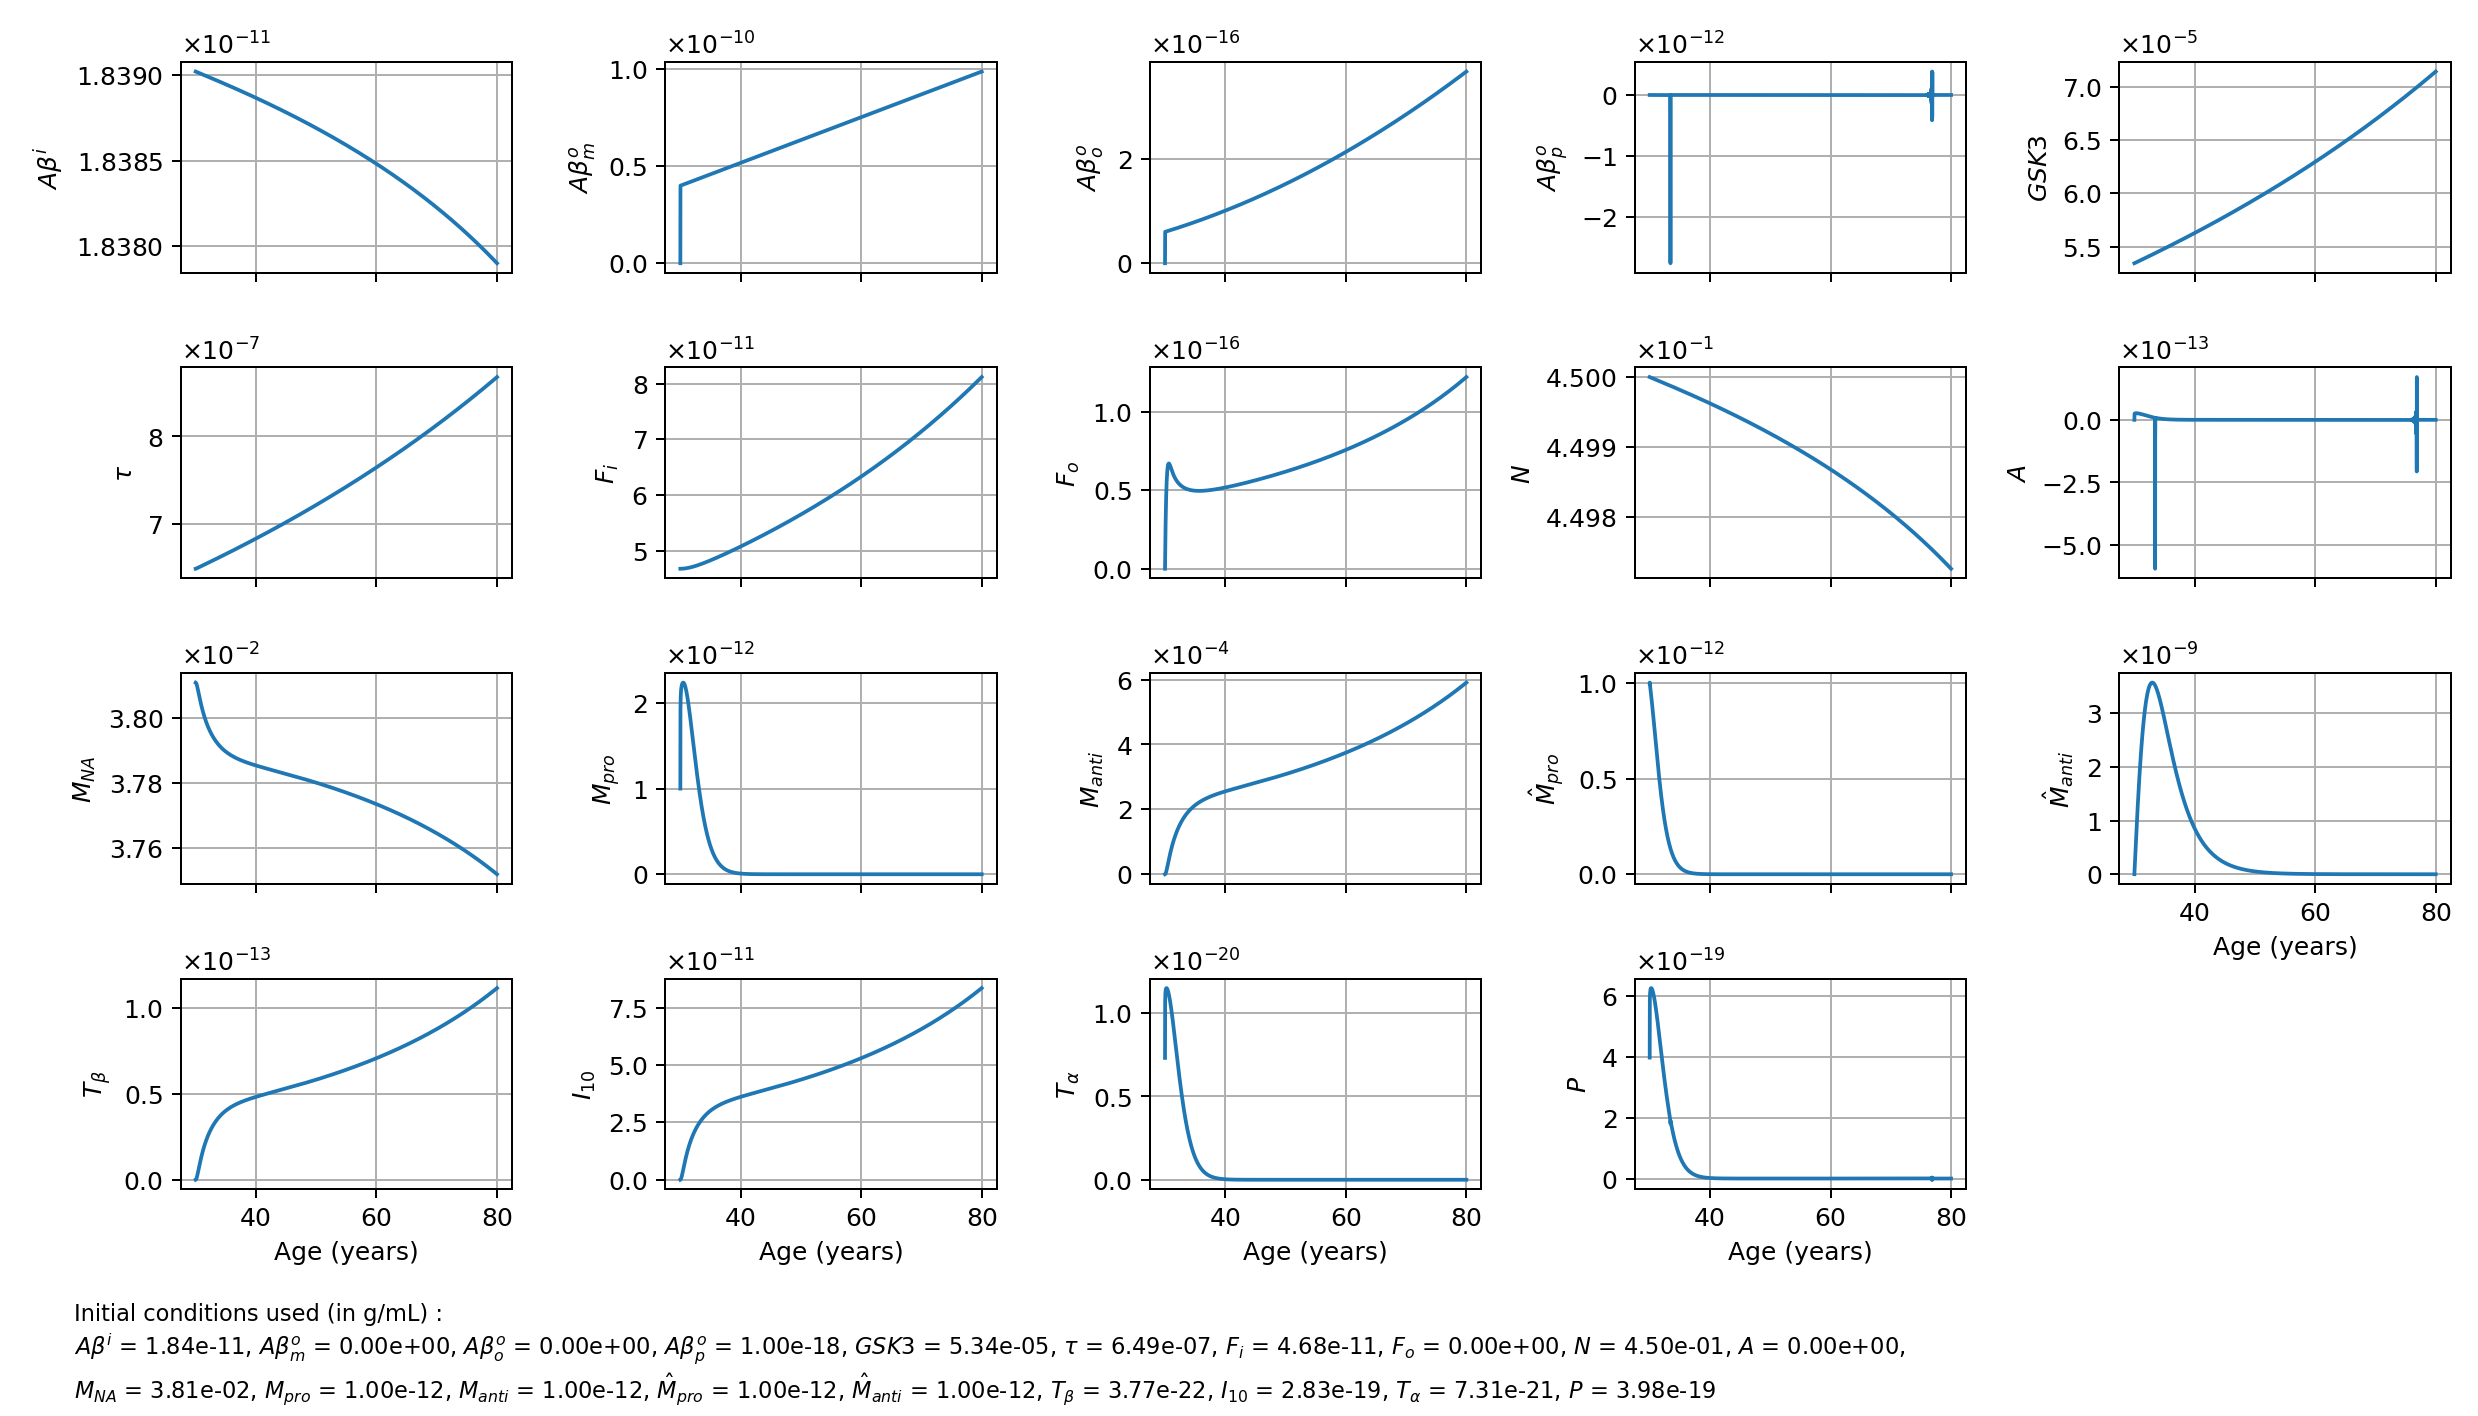 ×10⁻¹¹ ×10⁻¹⁰ ×10⁻¹⁶ ×10⁻¹² ×10⁻⁵
Aβⁱ 1.8390 1.8385 1.8380
Aβₘᵒ 1.0 0.5 0.0
Aβₒᵒ 2 0
Aβₚᵒ 0 −1 −2
GSK3 7.0 6.5 6.0 5.5
×10⁻⁷ ×10⁻¹¹ ×10⁻¹⁶ ×10⁻¹ ×10⁻¹³
τ 8 7
Fᵢ 8 7 6 5
Fₒ 1.0 0.5 0.0
N 4.500 4.499 4.498
A 0.0 −2.5 −5.0
×10⁻² ×10⁻¹² ×10⁻⁴ ×10⁻¹² ×10⁻⁹
M_NA 3.80 3.78 3.76
M_pro 2 1 0
M_anti 6 4 2 0
M̂_pro 1.0 0.5 0.0
M̂_anti 3 2 1 0
40 60 80
Age (years)
×10⁻¹³ ×10⁻¹¹ ×10⁻²⁰ ×10⁻¹⁹
T_β 1.0 0.5 0.0
I₁₀ 7.5 5.0 2.5 0.0
T_α 1.0 0.5 0.0
P 6 4 2 0
40 60 80 40 60 80 40 60 80 40 60 80
Age (years) Age (years) Age (years) Age (years)
Initial conditions used (in g/mL) :
Aβⁱ = 1.84e-11, Aβₘᵒ = 0.00e+00, Aβₒᵒ = 0.00e+00, Aβₚᵒ = 1.00e-18, GSK3 = 5.34e-05, τ = 6.49e-07, Fᵢ = 4.68e-11, Fₒ = 0.00e+00, N = 4.50e-01, A = 0.00e+00,
M_NA = 3.81e-02, M_pro = 1.00e-12, M_anti = 1.00e-12, M̂_pro = 1.00e-12, M̂_anti = 1.00e-12, T_β = 3.77e-22, I₁₀ = 2.83e-19, T_α = 7.31e-21, P = 3.98e-19